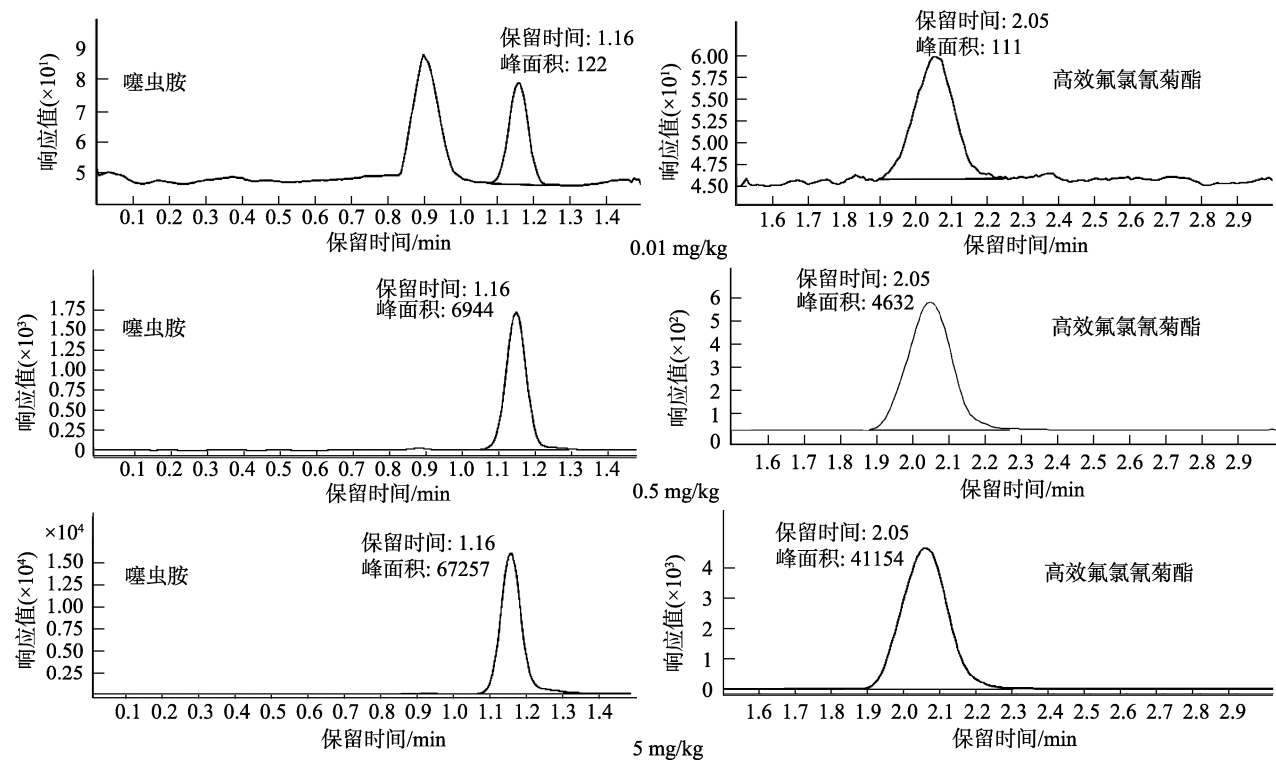 噻虫胺
保留时间: 1.16
峰面积: 122
响应值(×10¹)
9
8
7
6
5
0.1 0.2 0.3 0.4 0.5 0.6 0.7 0.8 0.9 1.0 1.1 1.2 1.3 1.4
保留时间/min
保留时间: 2.05
峰面积: 111
高效氟氯氰菊酯
响应值(×10¹)
6.00
5.75
5.50
5.25
5.00
4.75
4.50
1.6 1.7 1.8 1.9 2.0 2.1 2.2 2.3 2.4 2.5 2.6 2.7 2.8 2.9
保留时间/min
0.01 mg/kg
噻虫胺
保留时间: 1.16
峰面积: 6944
响应值(×10³)
1.75
1.50
1.25
1.00
0.75
0.50
0.25
0
0.1 0.2 0.3 0.4 0.5 0.6 0.7 0.8 0.9 1.0 1.1 1.2 1.3 1.4
保留时间/min
保留时间: 2.05
峰面积: 4632
高效氟氯氰菊酯
响应值(×10²)
6
5
4
3
2
1
0
1.6 1.7 1.8 1.9 2.0 2.1 2.2 2.3 2.4 2.5 2.6 2.7 2.8 2.9
保留时间/min
0.5 mg/kg
×10⁴
噻虫胺
保留时间: 1.16
峰面积: 67257
响应值(×10⁴)
1.50
1.25
1.00
0.75
0.50
0.25
0.1 0.2 0.3 0.4 0.5 0.6 0.7 0.8 0.9 1.0 1.1 1.2 1.3 1.4
保留时间/min
保留时间: 2.05
峰面积: 41154
高效氟氯氰菊酯
响应值(×10³)
4
3
2
1
0
1.6 1.7 1.8 1.9 2.0 2.1 2.2 2.3 2.4 2.5 2.6 2.7 2.8 2.9
保留时间/min
5 mg/kg